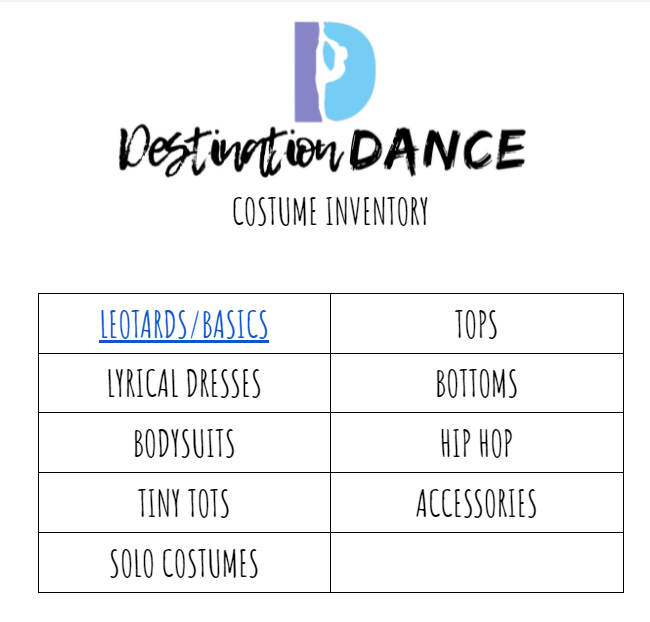 D
Destination DANCE
COSTUME INVENTORY
LEOTARDS/BASICS
TOPS
LYRICAL DRESSES
BOTTOMS
BODYSUITS
HIP HOP
TINY TOTS
ACCESSORIES
SOLO COSTUMES